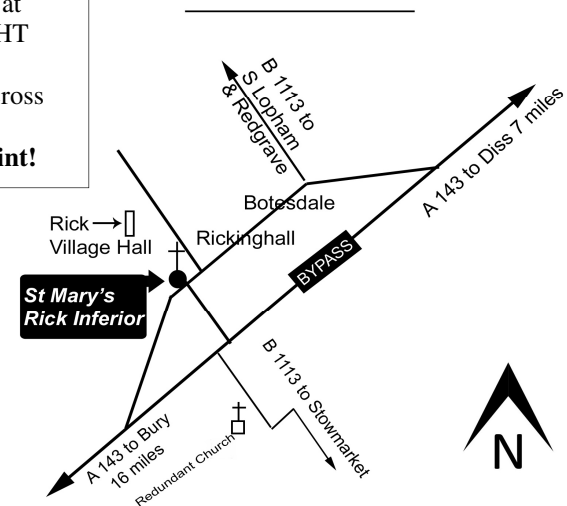 at
HT
ross
int!
B 1113 to
S Lopham
& Redgrave
A 143 to Diss 7 miles
Botesdale
Rick
Village Hall
Rickinghall
BYPASS
St Mary's
Rick Inferior
B 1113 to Stowmarket
A 143 to Bury
16 miles
Redundant Church
N